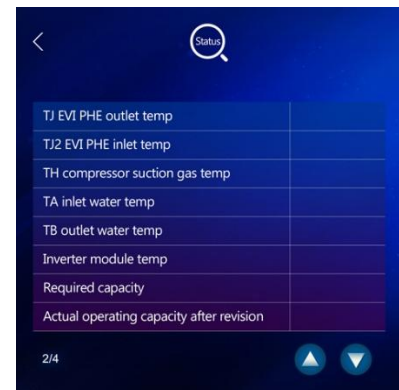 Status
TJ EVI PHE outlet temp
TJ2 EVI PHE inlet temp
TH compressor suction gas temp
TA inlet water temp
TB outlet water temp
Inverter module temp
Required capacity
Actual operating capacity after revision
2/4